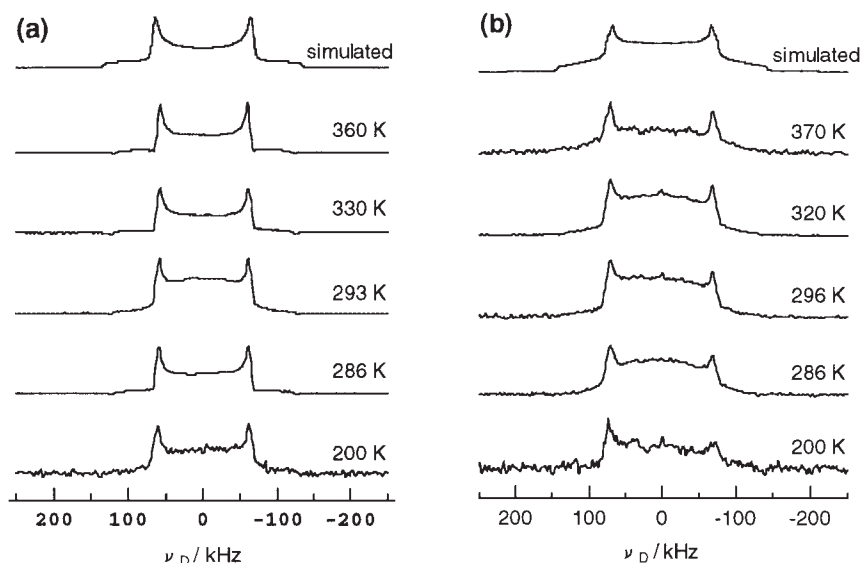 (a)
simulated
360 K
330 K
293 K
286 K
200 K
200 100 0 -100 -200
ν D / kHz
(b)
simulated
370 K
320 K
296 K
286 K
200 K
200 100 0 -100 -200
ν D / kHz